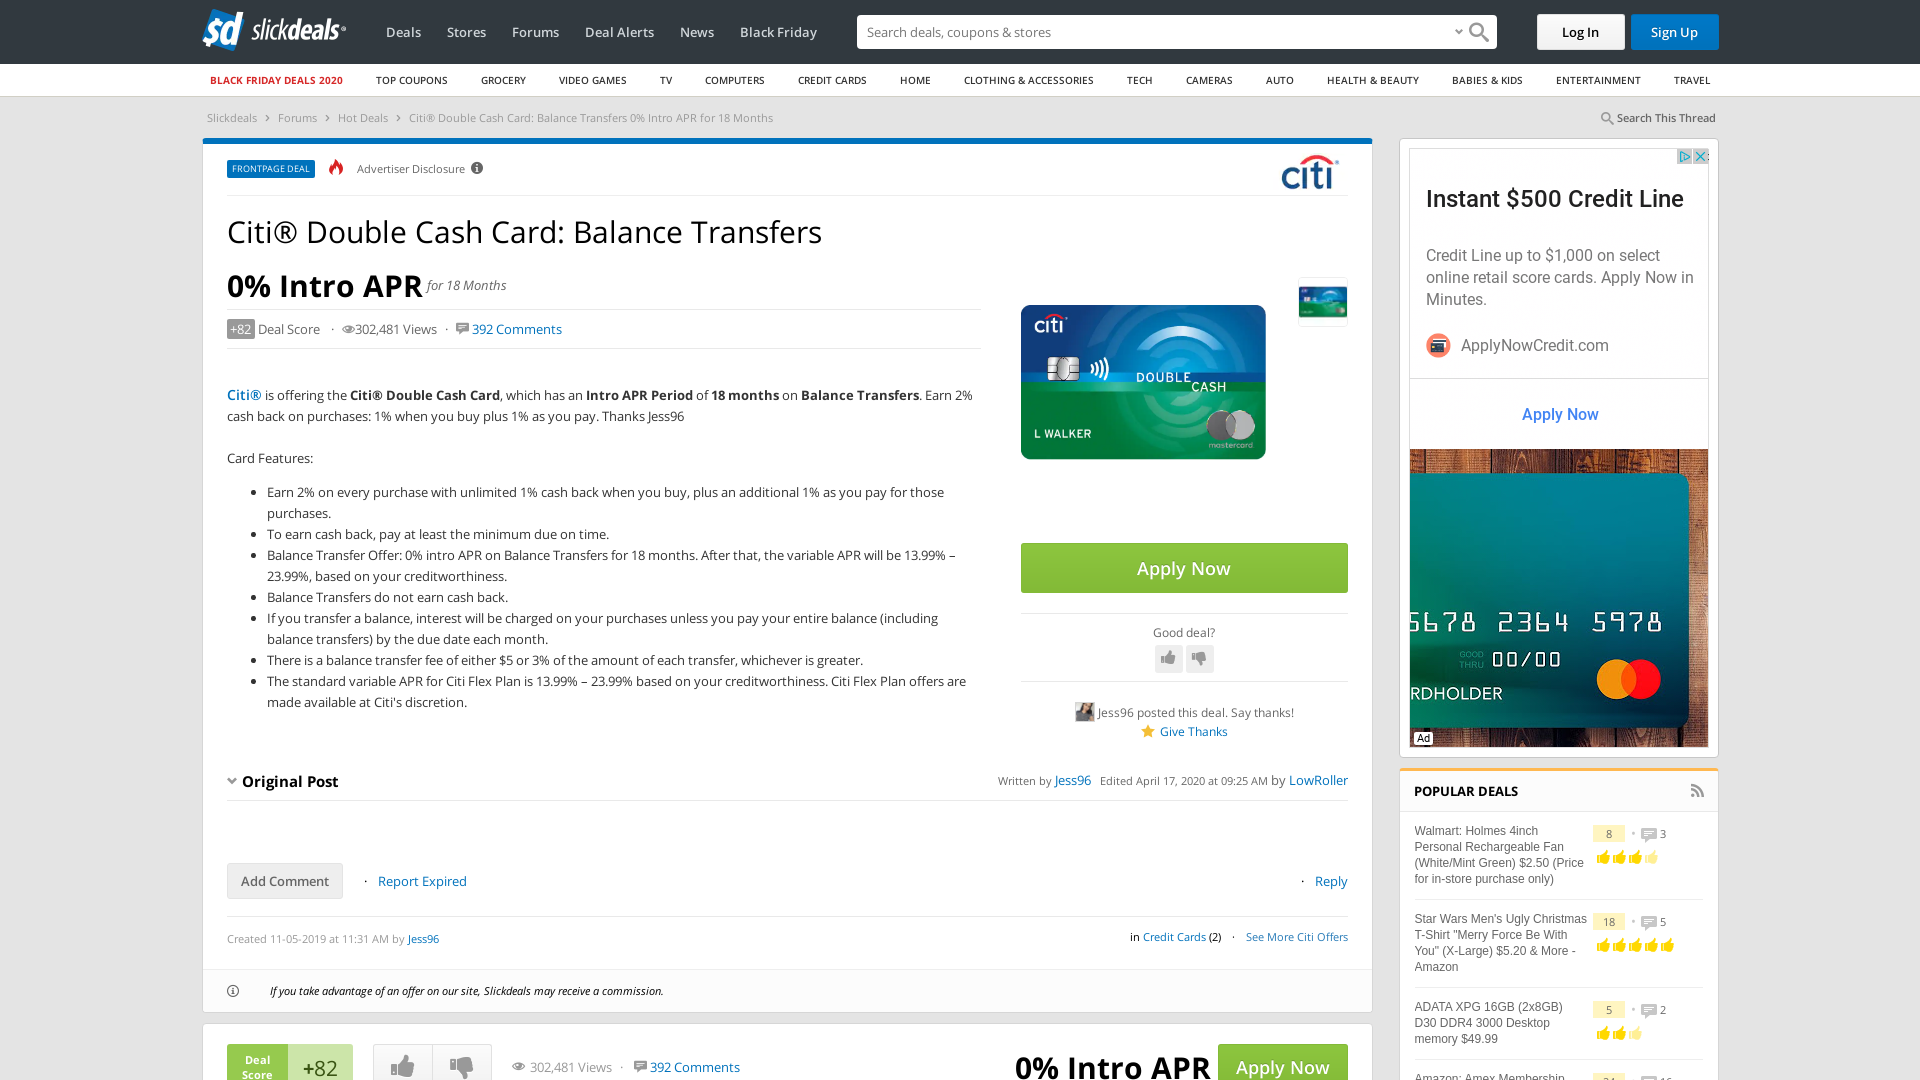 slickdeals
Deals
Stores
Forums
Deal Alerts
News
Black Friday
Search deals, coupons & stores
Log In
Sign Up
BLACK FRIDAY DEALS 2020
TOP COUPONS
GROCERY
VIDEO GAMES
TV
COMPUTERS
CREDIT CARDS
HOME
CLOTHING & ACCESSORIES
TECH
CAMERAS
AUTO
HEALTH & BEAUTY
BABIES & KIDS
ENTERTAINMENT
TRAVEL
Slickdeals > Forums > Hot Deals > Citi® Double Cash Card: Balance Transfers 0% Intro APR for 18 Months
Search This Thread
FRONTPAGE DEAL
Advertiser Disclosure
citi
Citi® Double Cash Card: Balance Transfers
0% Intro APR for 18 Months
+82 Deal Score · 302,481 Views · 392 Comments
Citi® is offering the Citi® Double Cash Card, which has an Intro APR Period of 18 months on Balance Transfers. Earn 2%
cash back on purchases: 1% when you buy plus 1% as you pay. Thanks Jess96
Card Features:
• Earn 2% on every purchase with unlimited 1% cash back when you buy, plus an additional 1% as you pay for those
purchases.
• To earn cash back, pay at least the minimum due on time.
• Balance Transfer Offer: 0% intro APR on Balance Transfers for 18 months. After that, the variable APR will be 13.99% –
23.99%, based on your creditworthiness.
• Balance Transfers do not earn cash back.
• If you transfer a balance, interest will be charged on your purchases unless you pay your entire balance (including
balance transfers) by the due date each month.
• There is a balance transfer fee of either $5 or 3% of the amount of each transfer, whichever is greater.
• The standard variable APR for Citi Flex Plan is 13.99% – 23.99% based on your creditworthiness. Citi Flex Plan offers are
made available at Citi's discretion.
citi
DOUBLE
CASH
L WALKER
mastercard
Apply Now
Good deal?
Jess96 posted this deal. Say thanks!
Give Thanks
Original Post
Written by Jess96 Edited April 17, 2020 at 09:25 AM by LowRoller
Add Comment · Report Expired
· Reply
Created 11-05-2019 at 11:31 AM by Jess96
in Credit Cards (2) · See More Citi Offers
If you take advantage of an offer on our site, Slickdeals may receive a commission.
Deal
Score
+82
302,481 Views · 392 Comments
0% Intro APR
Apply Now
Instant $500 Credit Line
Credit Line up to $1,000 on select
online retail score cards. Apply Now in
Minutes.
ApplyNowCredit.com
Apply Now
5678 2364 5978
GOOD
THRU
00/00
RDHOLDER
Ad
POPULAR DEALS
Walmart: Holmes 4inch
Personal Rechargeable Fan
(White/Mint Green) $2.50 (Price
for in-store purchase only)
8 • 3
Star Wars Men's Ugly Christmas
T-Shirt "Merry Force Be With
You" (X-Large) $5.20 & More -
Amazon
18 • 5
ADATA XPG 16GB (2x8GB)
D30 DDR4 3000 Desktop
memory $49.99
5 • 2
Amazon: Amex Membership